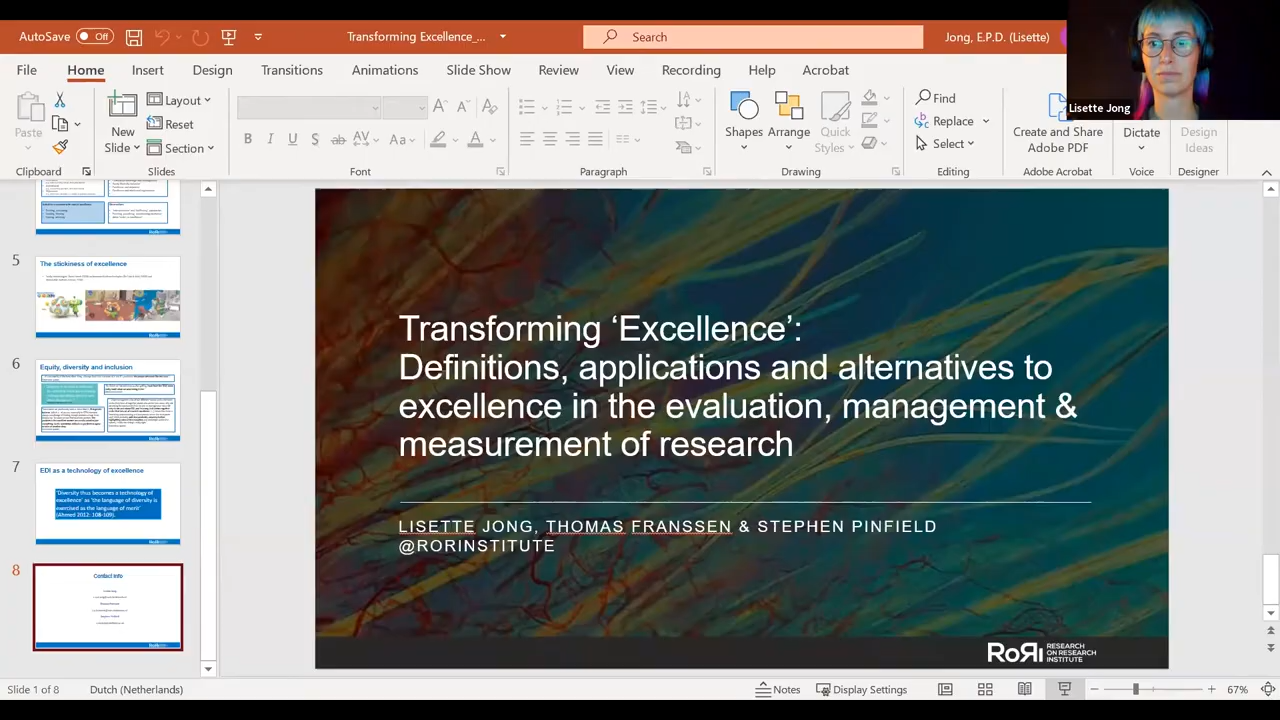 AutoSave
Off
Transforming Excellence_...
Search
Jong, E.P.D. (Lisette)
Lisette Jong
File
Home
Insert
Design
Transitions
Animations
Slide Show
Review
View
Recording
Help
Acrobat
Paste
Clipboard
New
Slide
Layout
Reset
Section
Slides
Font
Paragraph
Shapes
Arrange
Quick
Styles
Drawing
Find
Replace
Select
Editing
Create and Share
Adobe PDF
Adobe Acrobat
Dictate
Voice
Design
Ideas
Designer
5
The stickiness of excellence
6
Equity, diversity and inclusion
7
EDI as a technology of excellence
'Diversity thus becomes a technology of
excellence' as 'the language of diversity is
exercised as the language of merit'
(Ahmed 2012: 108-109).
8
Contact info
Transforming ‘Excellence’:
Definitions, applications and alternatives to
excellence in the evaluation, management &
measurement of research
LISETTE JONG, THOMAS FRANSSEN & STEPHEN PINFIELD
@RORINSTITUTE
RoRI
RESEARCH
ON RESEARCH
INSTITUTE
Slide 1 of 8
Dutch (Netherlands)
Notes
Display Settings
67%